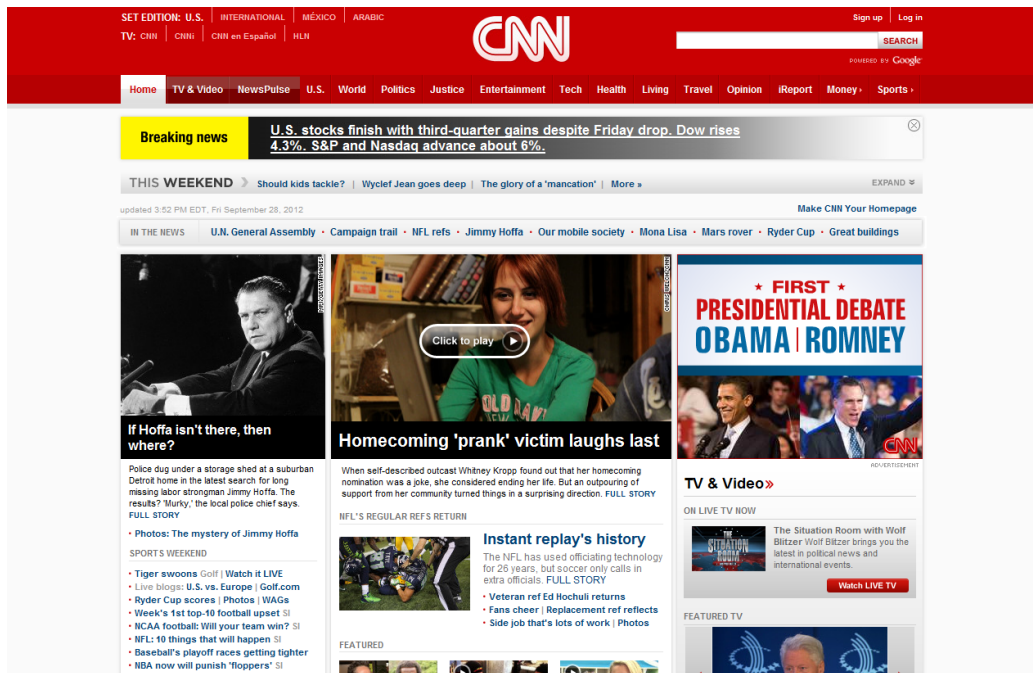 SET EDITION: U.S. | INTERNATIONAL | MÉXICO | ARABIC
TV: CNN | CNNi | CNN en Español | HLN
CNN
Sign up | Log in
SEARCH
POWERED BY Google
Home TV & Video NewsPulse U.S. World Politics Justice Entertainment Tech Health Living Travel Opinion iReport Money › Sports ›
Breaking news
U.S. stocks finish with third-quarter gains despite Friday drop. Dow rises
4.3%. S&P and Nasdaq advance about 6%.
THIS WEEKEND Should kids tackle? | Wyclef Jean goes deep | The glory of a 'mancation' | More »
EXPAND
updated 3:52 PM EDT, Fri September 28, 2012
Make CNN Your Homepage
IN THE NEWS U.N. General Assembly • Campaign trail • NFL refs • Jimmy Hoffa • Our mobile society • Mona Lisa • Mars rover • Ryder Cup • Great buildings
If Hoffa isn't there, then
where?
Police dug under a storage shed at a suburban
Detroit home in the latest search for long
missing labor strongman Jimmy Hoffa. The
results? 'Murky,' the local police chief says.
FULL STORY
• Photos: The mystery of Jimmy Hoffa
SPORTS WEEKEND
• Tiger swoons Golf | Watch it LIVE
• Live blogs: U.S. vs. Europe | Golf.com
• Ryder Cup scores | Photos | WAGs
• Week's 1st top-10 football upset SI
• NCAA football: Will your team win? SI
• NFL: 10 things that will happen SI
• Baseball's playoff races getting tighter
• NBA now will punish 'floppers' SI
Click to play
OLD NAVY
Homecoming 'prank' victim laughs last
When self-described outcast Whitney Kropp found out that her homecoming
nomination was a joke, she considered ending her life. But an outpouring of
support from her community turned things in a surprising direction. FULL STORY
NFL'S REGULAR REFS RETURN
Instant replay's history
The NFL has used officiating technology
for 26 years, but soccer only calls in
extra officials. FULL STORY
• Veteran ref Ed Hochuli returns
• Fans cheer | Replacement ref reflects
• Side job that's lots of work | Photos
FEATURED
FIRST
PRESIDENTIAL DEBATE
OBAMA | ROMNEY
CNN
ADVERTISEMENT
TV & Video»
ON LIVE TV NOW
THE
SITUATION
ROOM
The Situation Room with Wolf
Blitzer Wolf Blitzer brings you the
latest in political news and
international events.
Watch LIVE TV
FEATURED TV